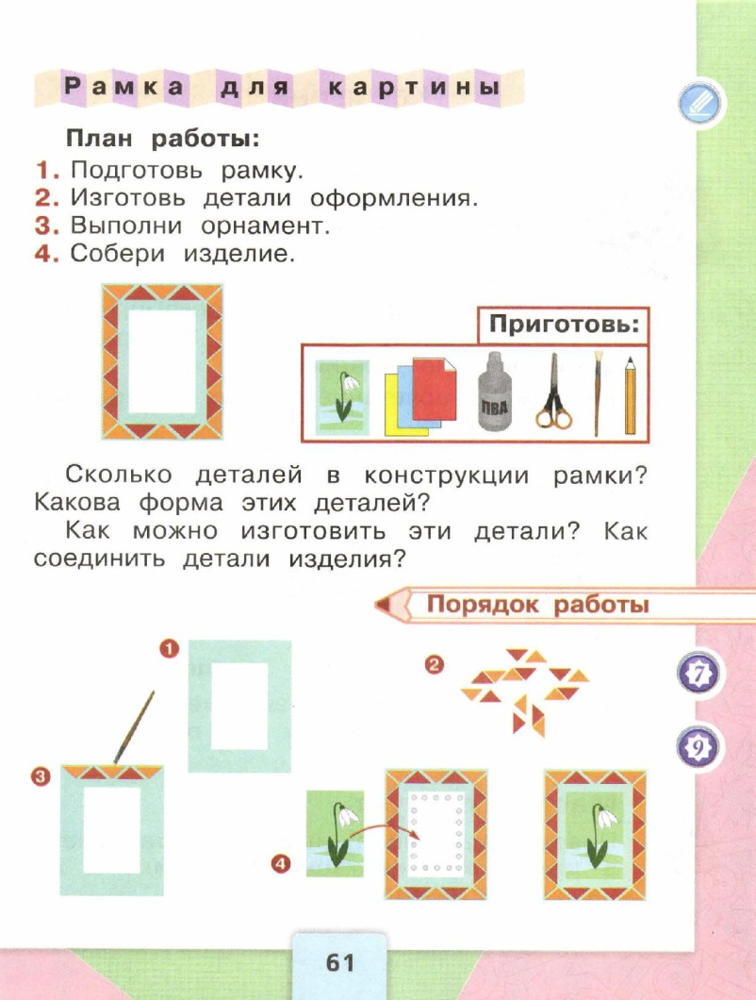 Рамка для картины
План работы:
1. Подготовь рамку.
2. Изготовь детали оформления.
3. Выполни орнамент.
4. Собери изделие.
Приготовь:
ПВА
Сколько деталей в конструкции рамки?
Какова форма этих деталей?
Как можно изготовить эти детали? Как
соединить детали изделия?
Порядок работы
1
2
7
9
3
4
61